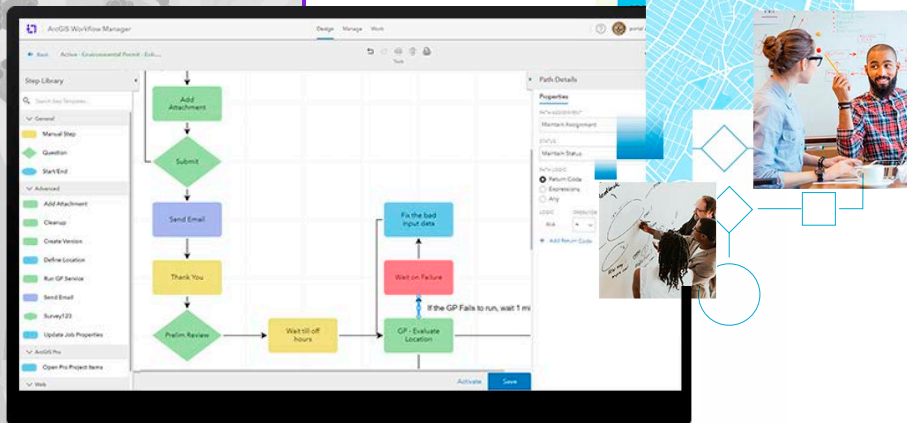 ArcGIS Workflow Manager
Design Manage Work
Back
Active - Environmental Permit - Edi...
Tools
Step Library
Search Step Templates...
General
Manual Step
Question
Start/End
Advanced
Add Attachment
Cleanup
Create Version
Define Location
Run GP Service
Send Email
Survey123
Update Job Properties
ArcGIS Pro
Open Pro Project Items
Web
Add
Attachment
Submit
Send Email
Thank You
Prelim Review
Wait till off
hours
Fix the bad
input data
Wait on Failure
If the GP Fails to run, wait 1 mi
GP - Evaluate
Location
Activate
Save
Path Details
Properties
PATH ASSIGNMENT
Maintain Assignment
STATUS
Maintain Status
PATH LOGIC
Return Code
Expressions
Any
LOGIC
+ Add Return Code